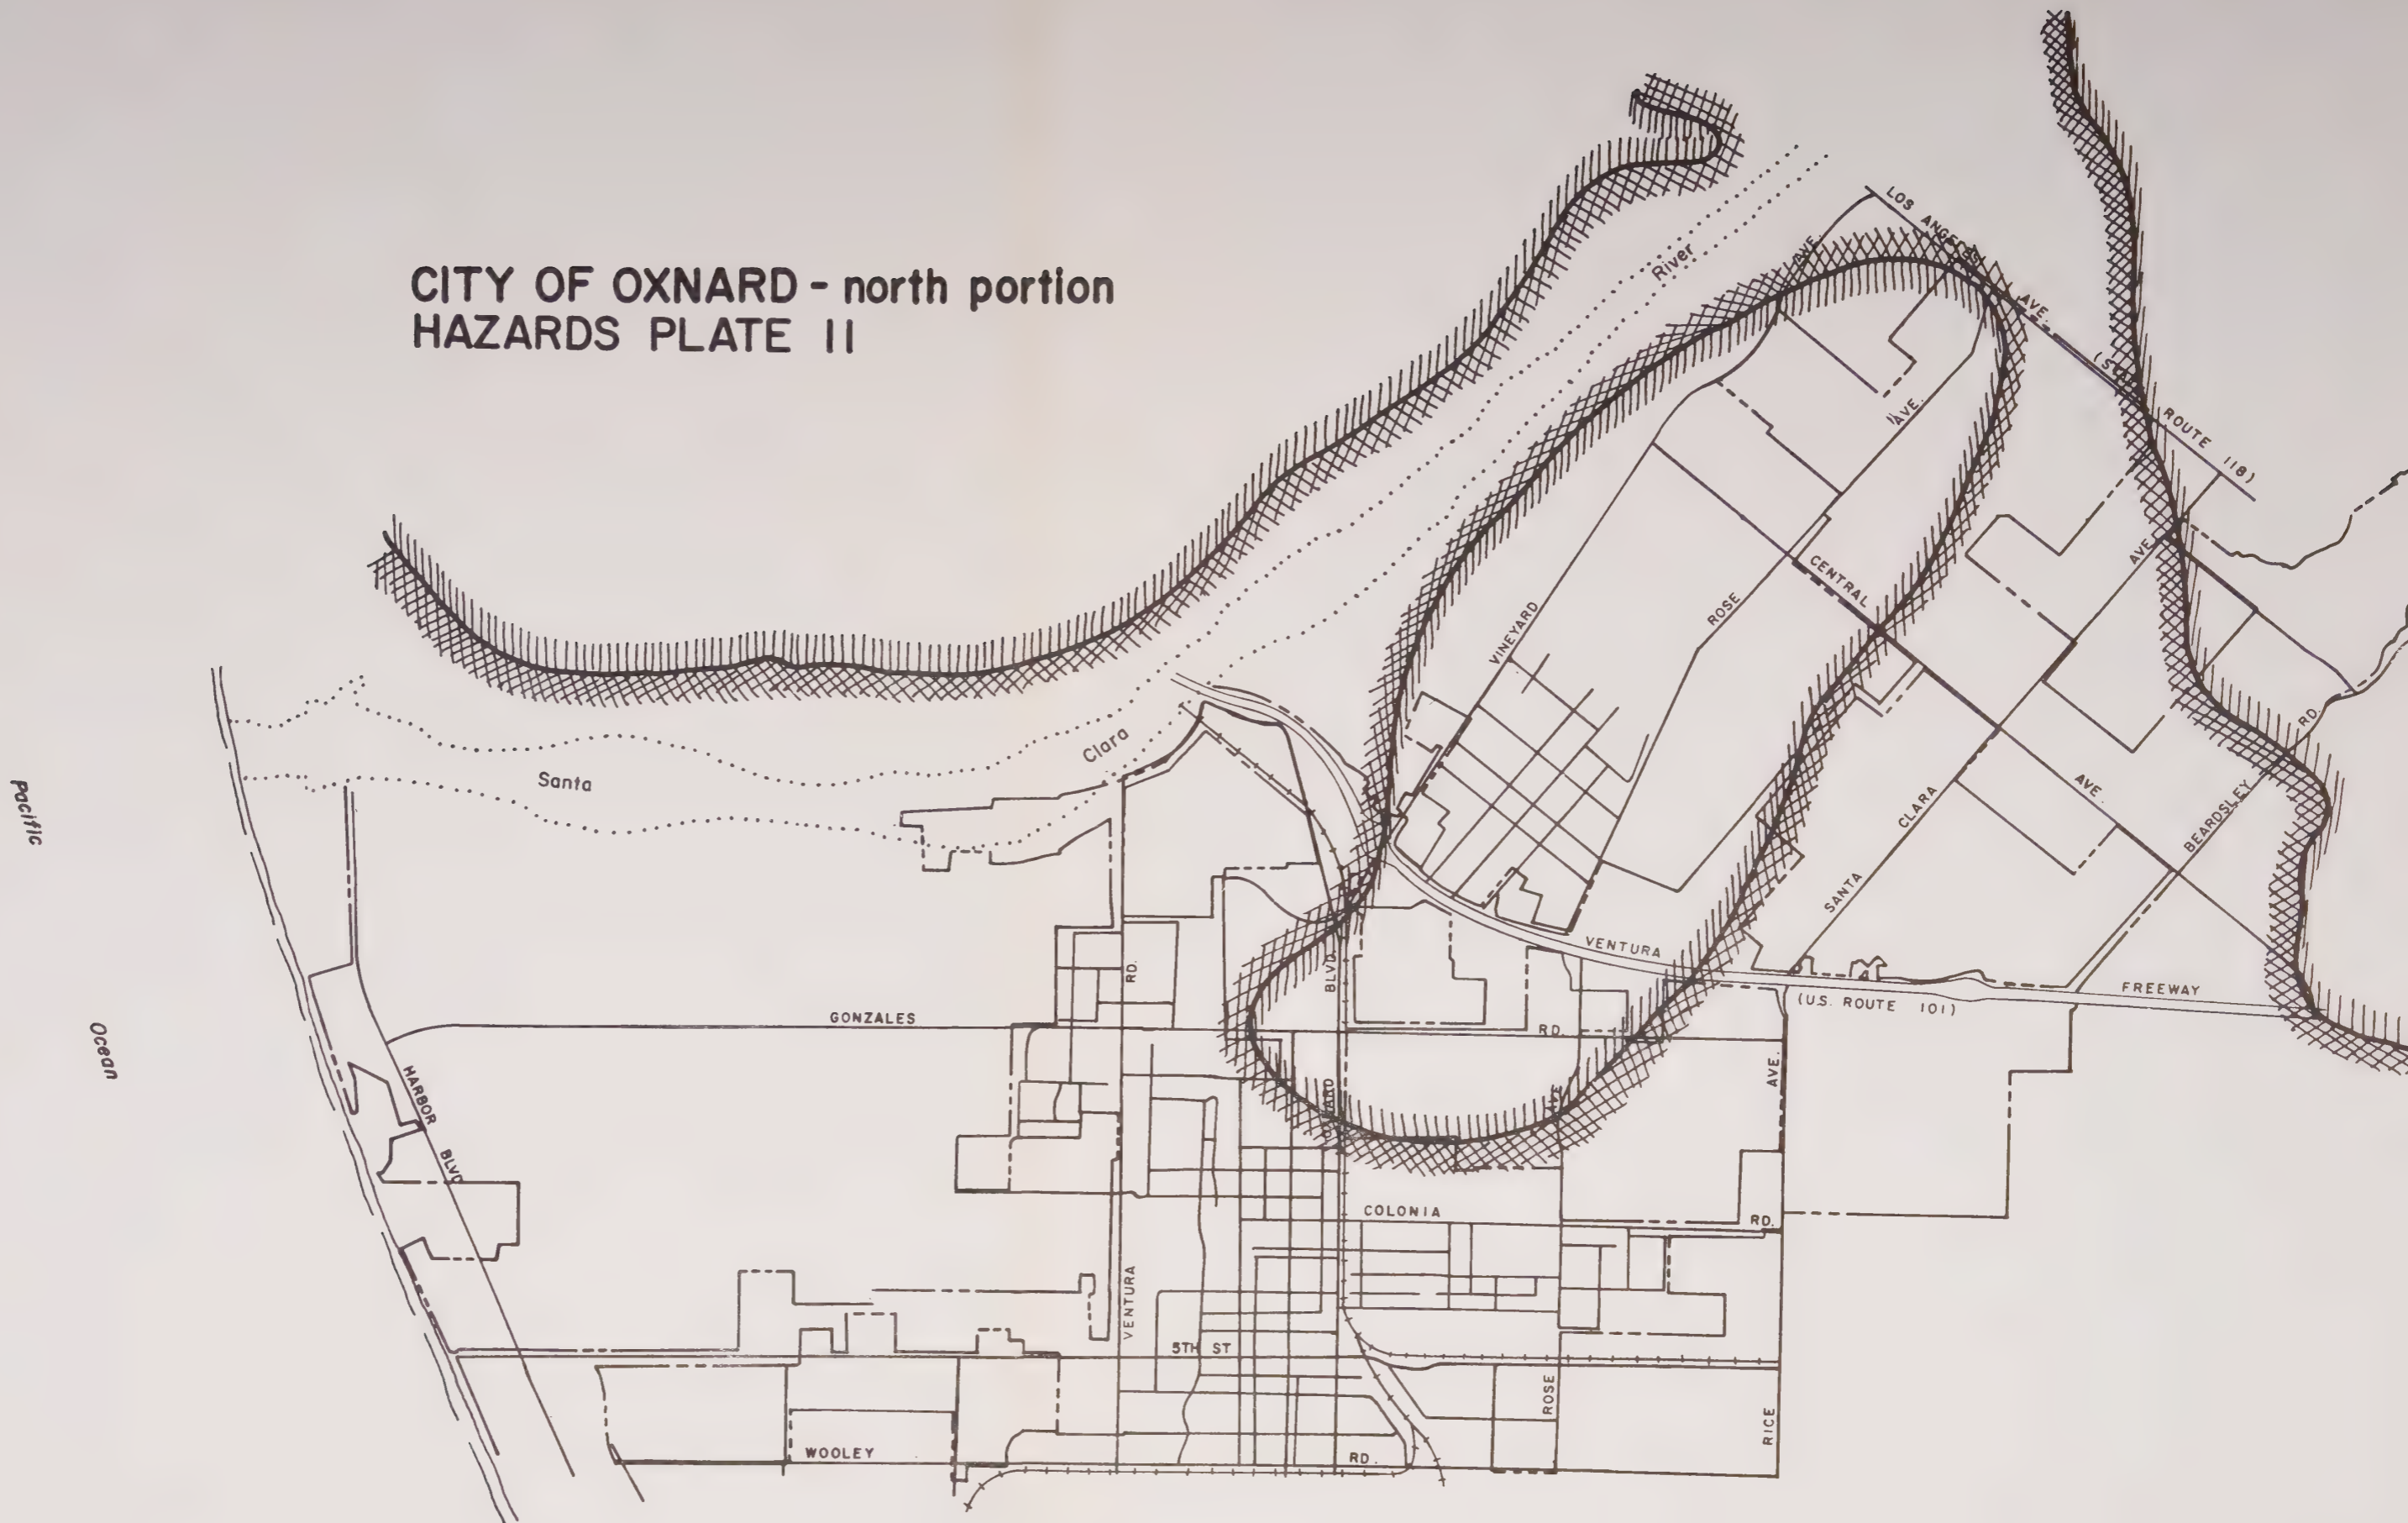 CITY OF OXNARD - north portion
HAZARDS PLATE II
River
LOS ANGELES
AVE.
AVE.
ROUTE 118)
AVE.
AVE.
VINEYARD
ROSE
CENTRAL
AVE.
RD.
BEARDSLEY
CLARA
SANTA
Santa
Clara
Pacific
Ocean
VENTURA
FREEWAY
(U.S. ROUTE 101)
BLVD.
RD.
GONZALES
RD.
HARBOR
BLVD
AVE.
AVE.
COLONIA
RD.
VENTURA
5TH ST
ROSE
RICE
WOOLEY
RD.